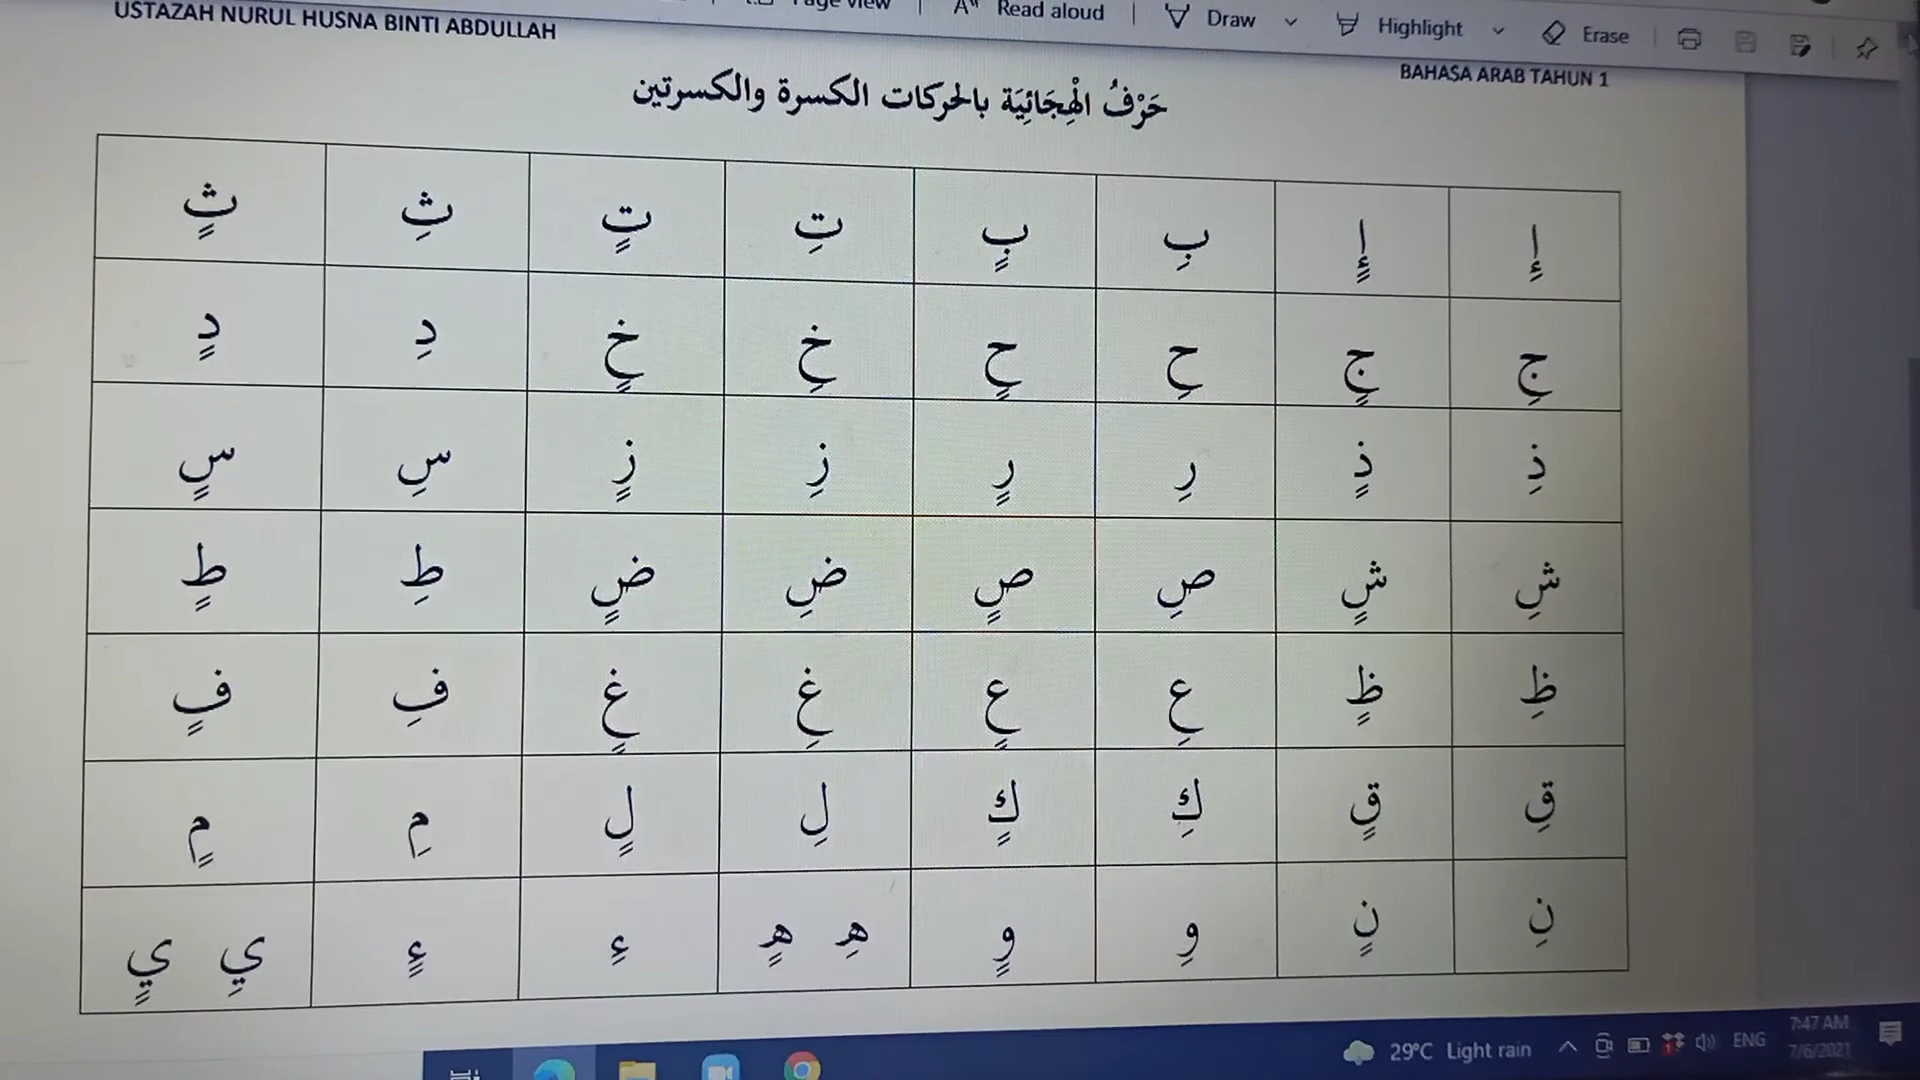 Read aloud
Draw
Highlight
Erase
USTAZAH NURUL HUSNA BINTI ABDULLAH
BAHASA ARAB TAHUN 1
حَرْفُ الْهِجَائِيَة بالحركات الكسرة والكسرتين
إِ إٍ بِ بٍ تِ تٍ ثِ ثٍ
جِ جٍ حِ حٍ خِ خٍ دِ دٍ
ذِ ذٍ رِ رٍ زِ زٍ سِ سٍ
شِ شٍ صِ صٍ ضِ ضٍ طِ طٍ
ظِ ظٍ عِ عٍ غِ غٍ فِ فٍ
قِ قٍ كِ كٍ لِ لٍ مِ مٍ
نِ نٍ وِ وٍ هِ هٍ ءِ ءٍ يِ يٍ
29°C Light rain
ENG
7:47 AM
7/6/2021